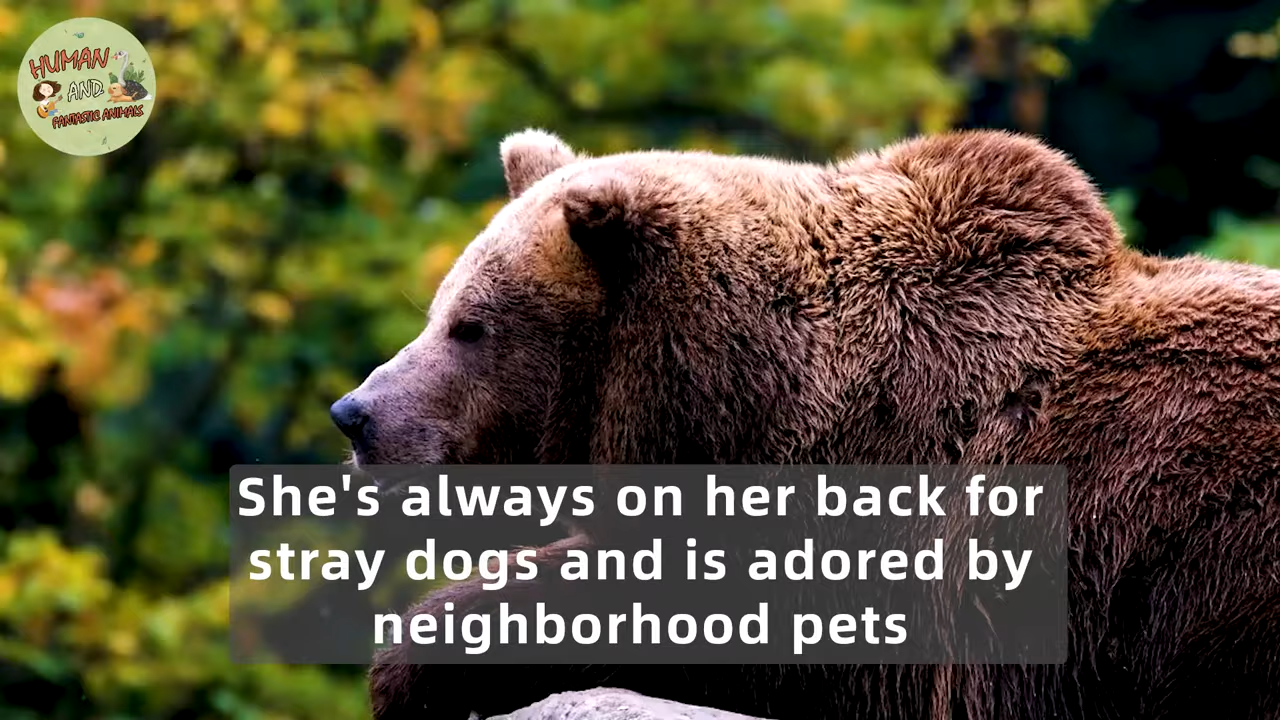 HUMAN
AND
FANTASTIC ANIMALS
She's always on her back for
stray dogs and is adored by
neighborhood pets